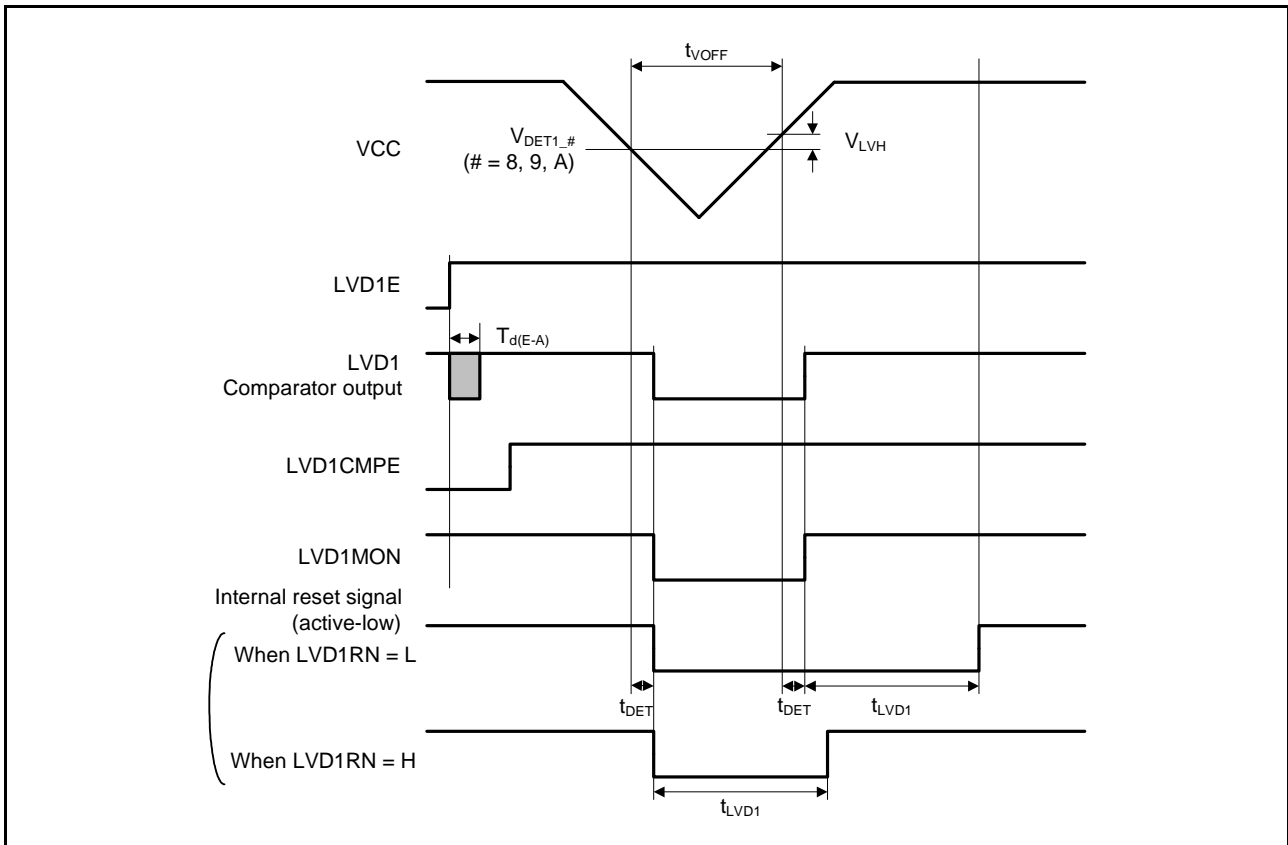 tVOFF
VCC
VDET1_#
(# = 8, 9, A)
VLVH
LVD1E
Td(E-A)
LVD1
Comparator output
LVD1CMPE
LVD1MON
Internal reset signal
(active-low)
When LVD1RN = L
tDET
tDET
tLVD1
When LVD1RN = H
tLVD1